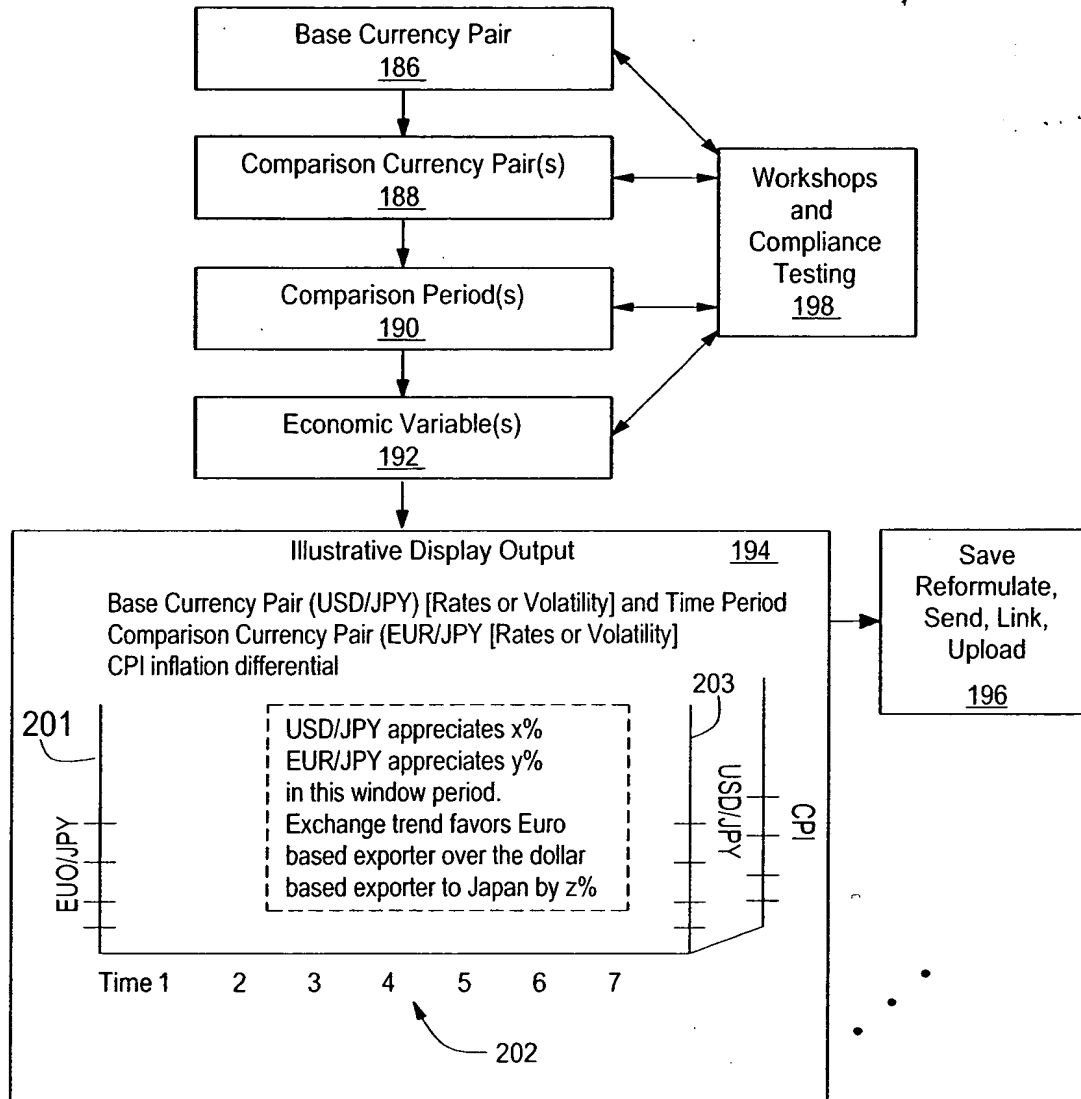 Base Currency Pair
186
Comparison Currency Pair(s)
188
Comparison Period(s)
190
Economic Variable(s)
192
Workshops
and
Compliance
Testing
198
Illustrative Display Output
194
Base Currency Pair (USD/JPY) [Rates or Volatility] and Time Period
Comparison Currency Pair (EUR/JPY [Rates or Volatility]
CPI inflation differential
201
EUO/JPY
USD/JPY appreciates x%
EUR/JPY appreciates y%
in this window period.
Exchange trend favors Euro
based exporter over the dollar
based exporter to Japan by z%
203
USD/JPY
CPI
Time 1 2 3 4 5 6 7
202
Save
Reformulate,
Send, Link,
Upload
196